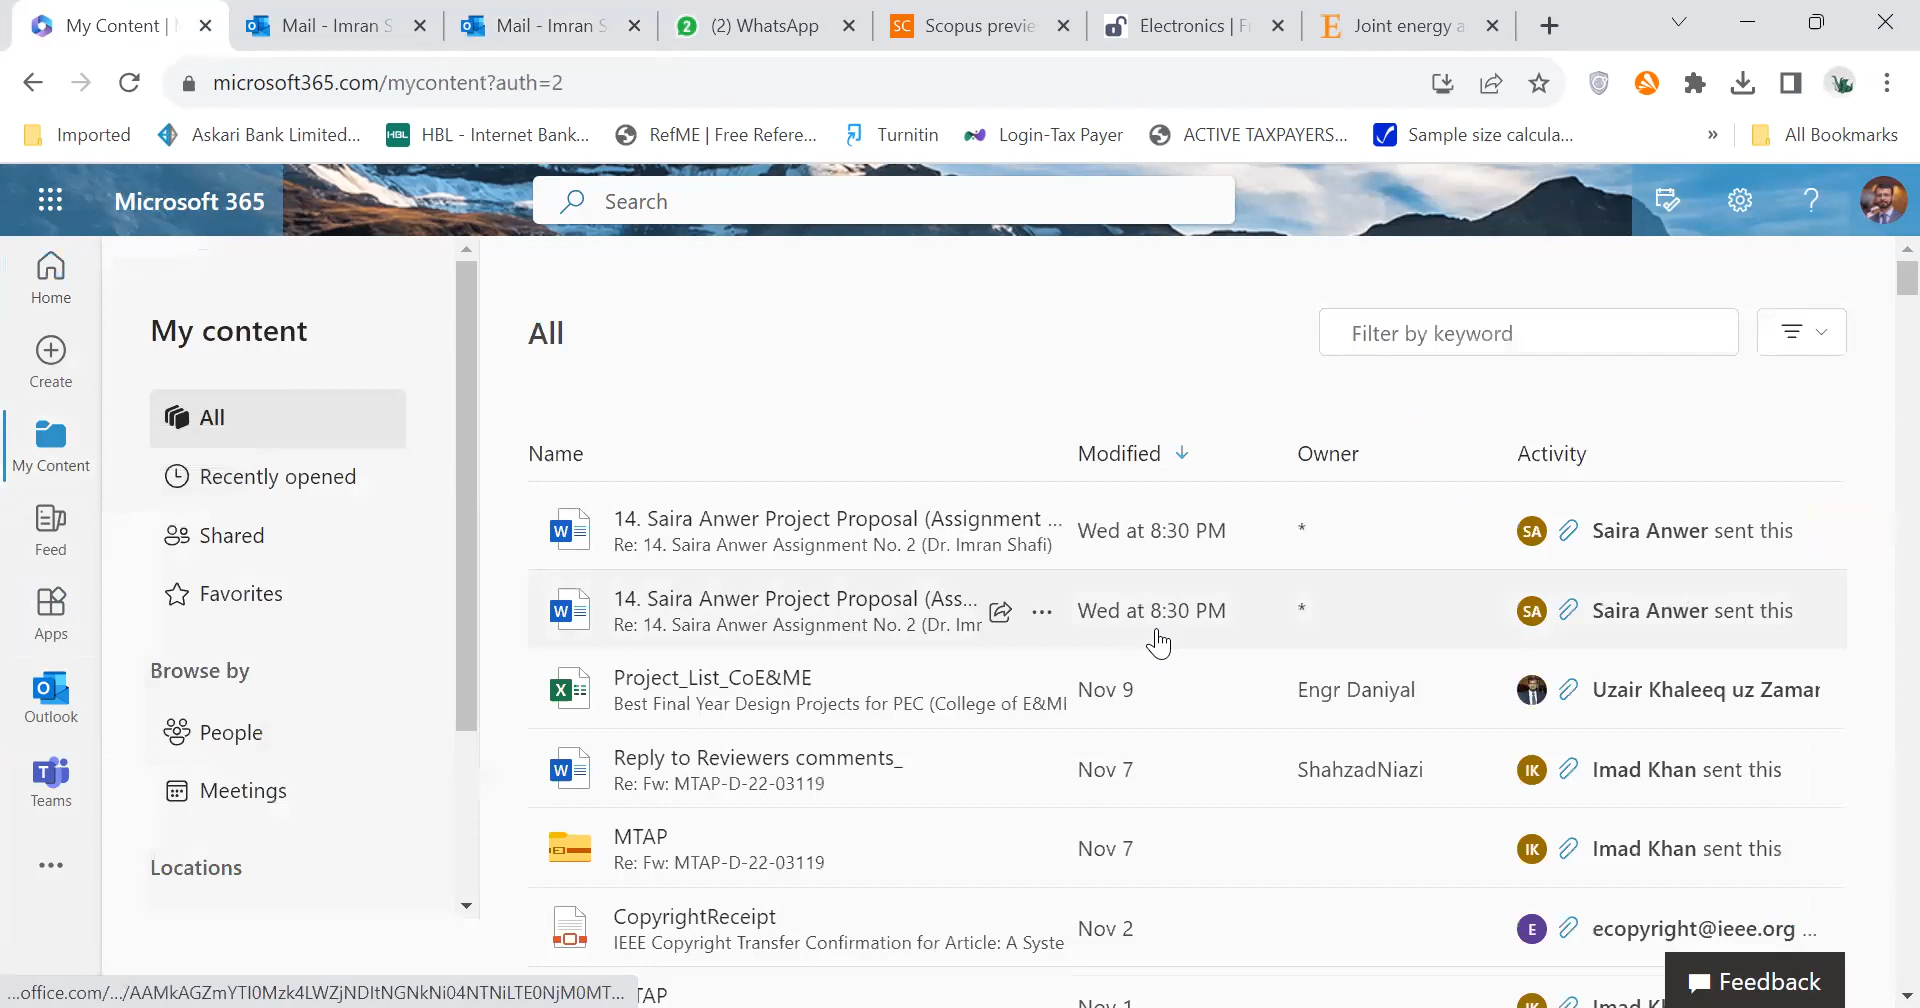 My Content |
Mail - Imran S
Mail - Imran S
2 (2) WhatsApp
SC Scopus previe
Electronics | F
E Joint energy a
microsoft365.com/mycontent?auth=2
Imported
Askari Bank Limited...
HBL HBL - Internet Bank...
RefME | Free Refere...
Turnitin
Login-Tax Payer
ACTIVE TAXPAYERS...
Sample size calcula...
»
All Bookmarks
Microsoft 365
Search
?
Home
Create
My Content
Feed
Apps
Outlook
Teams
My content
All
Recently opened
Shared
Favorites
Browse by
People
Meetings
Locations
All
Filter by keyword
Name Modified Owner Activity
14. Saira Anwer Project Proposal (Assignment ...
Re: 14. Saira Anwer Assignment No. 2 (Dr. Imran Shafi)
Wed at 8:30 PM * SA Saira Anwer sent this
14. Saira Anwer Project Proposal (Ass...
Re: 14. Saira Anwer Assignment No. 2 (Dr. Imr
Wed at 8:30 PM * SA Saira Anwer sent this
Project_List_CoE&ME
Best Final Year Design Projects for PEC (College of E&MI
Nov 9 Engr Daniyal Uzair Khaleeq uz Zamar
Reply to Reviewers comments_
Re: Fw: MTAP-D-22-03119
Nov 7 ShahzadNiazi IK Imad Khan sent this
MTAP
Re: Fw: MTAP-D-22-03119
Nov 7 IK Imad Khan sent this
CopyrightReceipt
IEEE Copyright Transfer Confirmation for Article: A Syste
Nov 2 E ecopyright@ieee.org ...
TAP
Nov 1
Feedback